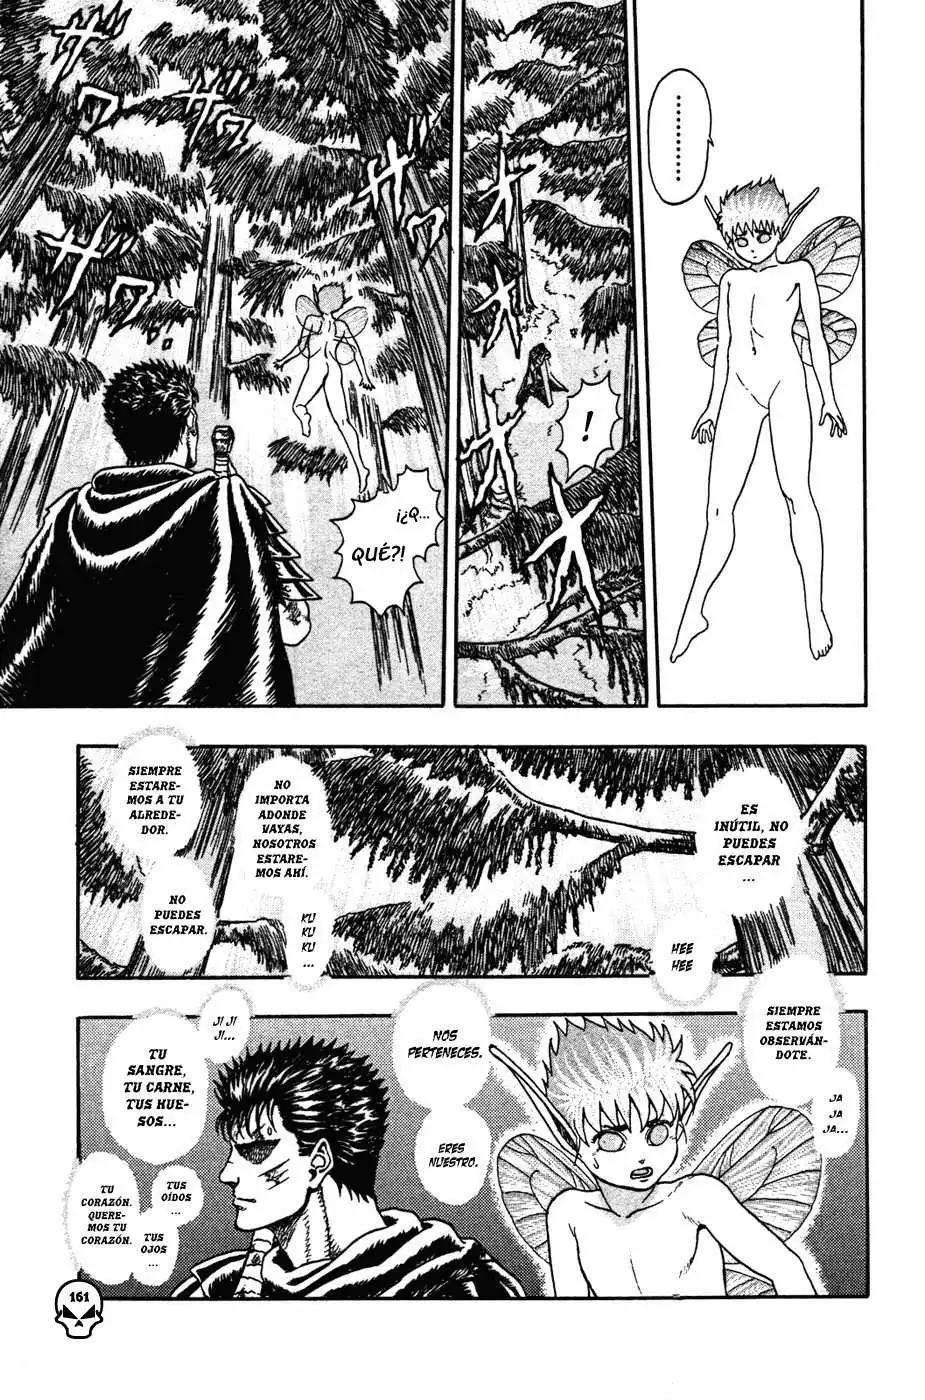 .........
!
オオオ
ザワ
ザワ
ザワ
ザワ
ザワ...
¡¿Q...
QUÉ?!
ES
INÚTIL, NO
PUEDES
ESCAPAR
...
HEE
HEE
NO
IMPORTA
ADONDE
VAYAS,
NOSOTROS
ESTARE-
MOS AHÍ.
KU
KU
KU
...
SIEMPRE
ESTARE-
MOS A TU
ALREDE-
DOR.
NO
PUEDES
ESCAPAR.
SIEMPRE
ESTAMOS
OBSERVÁN-
DOTE.
JA
JA
JA...
NOS
PERTENECES.
ERES
NUESTRO.
JI JI
JI...
TU
SANGRE,
TU CARNE,
TUS HUE-
SOS...
TUS
OÍDOS
...
TUS
OJOS
...
TU
CORAZÓN.
QUERE-
MOS TU
CORAZÓN.
161